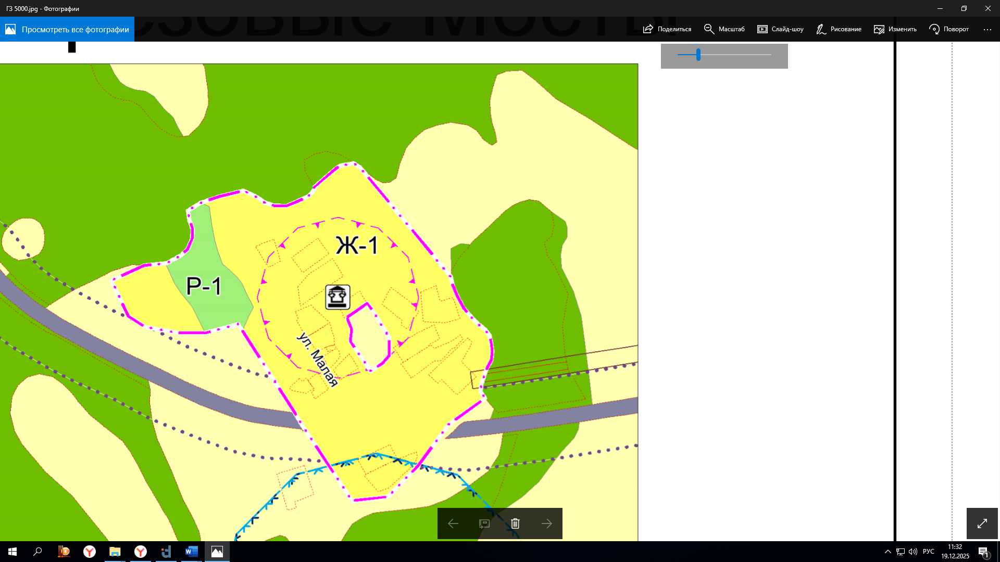 ГЗ 5000.jpg - Фотографии
Просмотреть все фотографии
Поделиться
Масштаб
Слайд-шоу
Рисование
Изменить
Поворот
Ж-1
Р-1
ул. Малая
РУС
11:32
19.12.2025
1